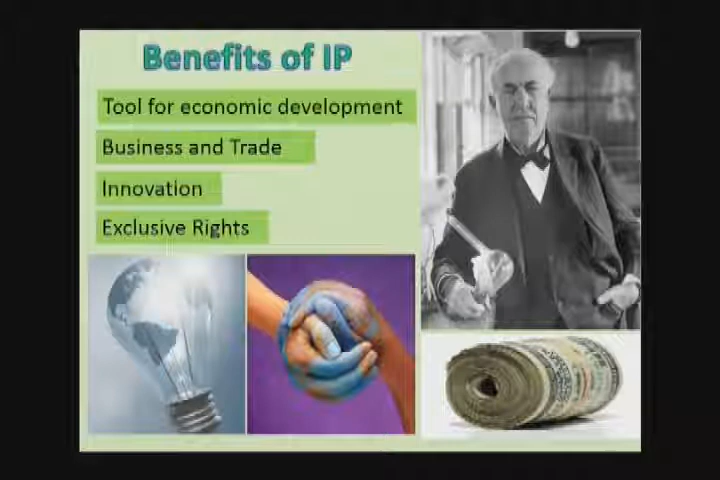 Benefits of IP
Tool for economic development
Business and Trade
Innovation
Exclusive Rights